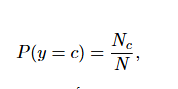 P(y = c) = N_c / N,